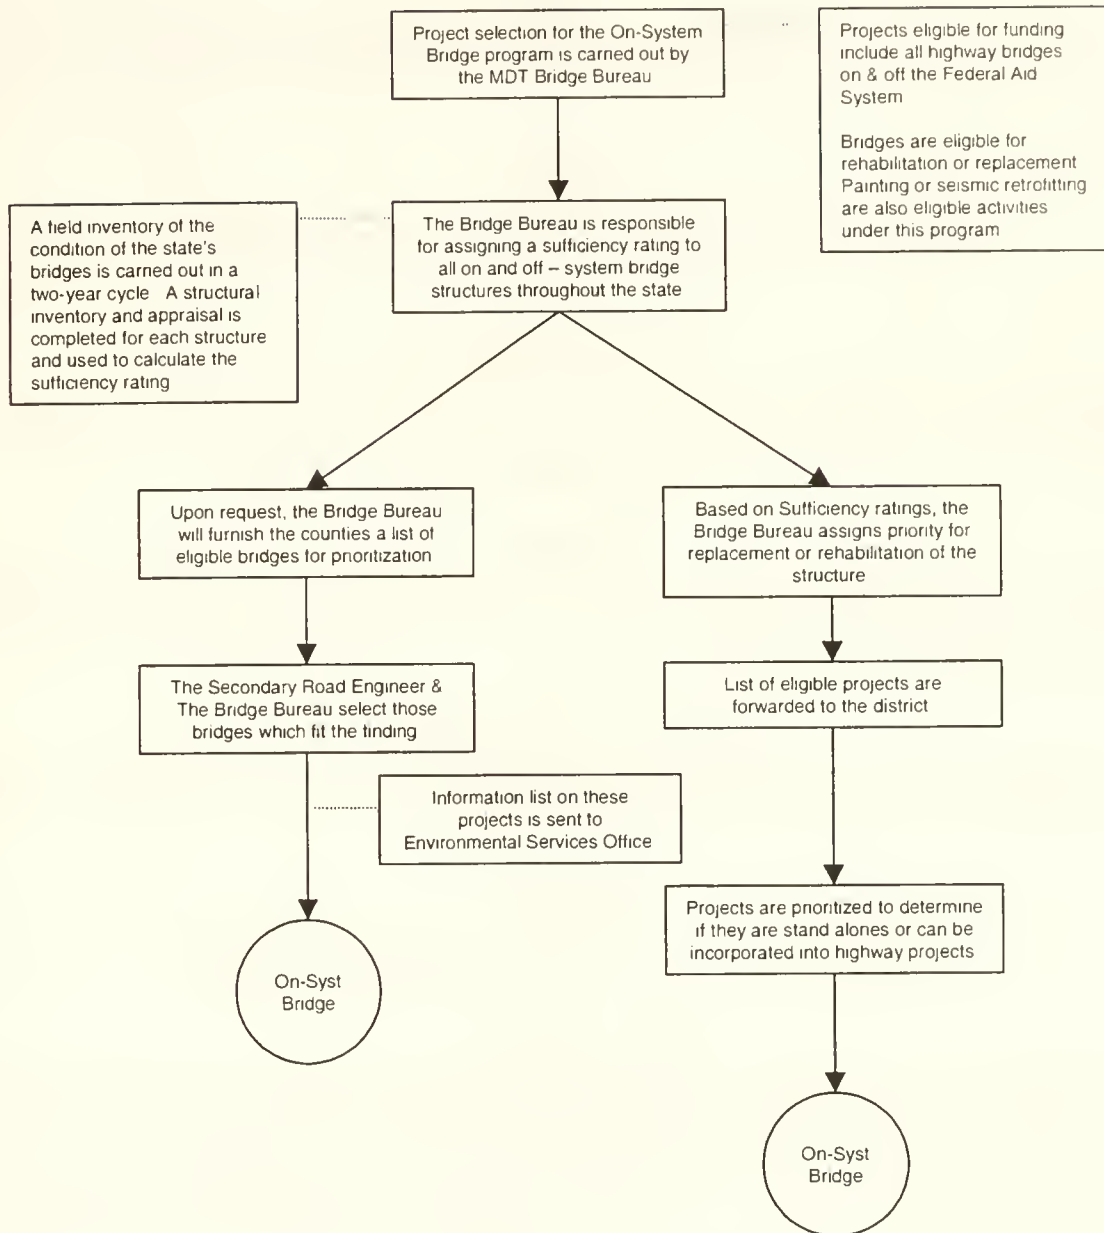 Project selection for the On-System
Bridge program is carried out by
the MDT Bridge Bureau
Projects eligible for funding
include all highway bridges
on & off the Federal Aid
System
Bridges are eligible for
rehabilitation or replacement
Painting or seismic retrofitting
are also eligible activities
under this program
A field inventory of the
condition of the state's
bridges is carried out in a
two-year cycle A structural
inventory and appraisal is
completed for each structure
and used to calculate the
sufficiency rating
The Bridge Bureau is responsible
for assigning a sufficiency rating to
all on and off – system bridge
structures throughout the state
Upon request, the Bridge Bureau
will furnish the counties a list of
eligible bridges for prioritization
Based on Sufficiency ratings, the
Bridge Bureau assigns priority for
replacement or rehabilitation of the
structure
The Secondary Road Engineer &
The Bridge Bureau select those
bridges which fit the finding
List of eligible projects are
forwarded to the district
Information list on these
projects is sent to
Environmental Services Office
Projects are prioritized to determine
if they are stand alones or can be
incorporated into highway projects
On-Syst
Bridge
On-Syst
Bridge